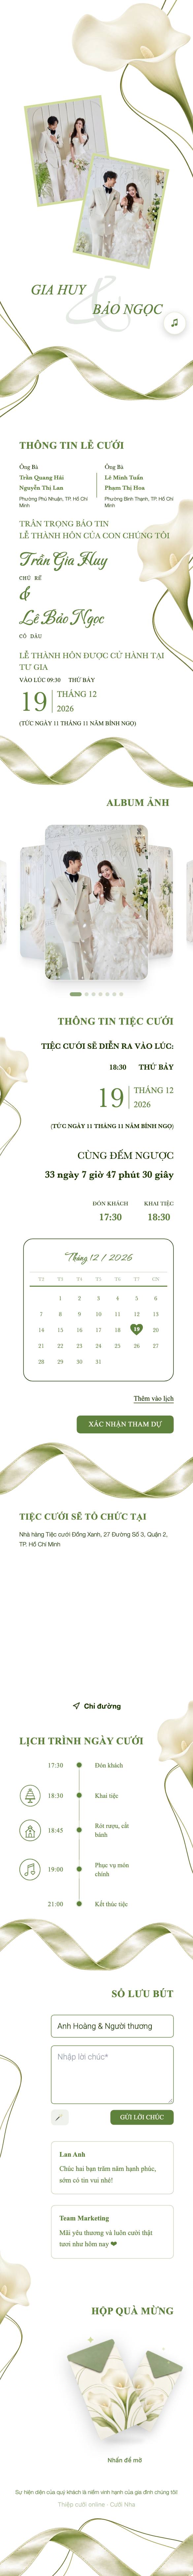 GIA HUY
&
BẢO NGỌC
THÔNG TIN LỄ CƯỚI
Ông Bà
Trần Quang Hải
Nguyễn Thị Lan
Phường Phú Nhuận, TP. Hồ Chí
Minh
Ông Bà
Lê Minh Tuấn
Phạm Thị Hoa
Phường Bình Thạnh, TP. Hồ Chí
Minh
TRÂN TRỌNG BÁO TIN
LỄ THÀNH HÔN CỦA CON CHÚNG TÔI
Trần Gia Huy
CHÚ RỂ
&
Lê Bảo Ngọc
CÔ DÂU
LỄ THÀNH HÔN ĐƯỢC CỬ HÀNH TẠI
TƯ GIA
VÀO LÚC 09:30 THỨ BẢY
19 THÁNG 12
2026
(TỨC NGÀY 11 THÁNG 11 NĂM BÍNH NGỌ)
ALBUM ẢNH
THÔNG TIN TIỆC CƯỚI
TIỆC CƯỚI SẼ DIỄN RA VÀO LÚC:
18:30 THỨ BẢY
19 THÁNG 12
2026
(TỨC NGÀY 11 THÁNG 11 NĂM BÍNH NGỌ)
CÙNG ĐẾM NGƯỢC
33 ngày 7 giờ 47 phút 30 giây
ĐÓN KHÁCH KHAI TIỆC
17:30 18:30
Tháng 12 / 2026
T2 T3 T4 T5 T6 T7 CN
1 2 3 4 5 6
7 8 9 10 11 12 13
14 15 16 17 18 19 20
21 22 23 24 25 26 27
28 29 30 31
Thêm vào lịch
XÁC NHẬN THAM DỰ
TIỆC CƯỚI SẼ TỔ CHỨC TẠI
Nhà hàng Tiệc cưới Đồng Xanh, 27 Đường Số 3, Quận 2,
TP. Hồ Chí Minh
Chỉ đường
LỊCH TRÌNH NGÀY CƯỚI
17:30 Đón khách
18:30 Khai tiệc
18:45 Rót rượu, cắt
bánh
19:00 Phục vụ món
chính
21:00 Kết thúc tiệc
SỔ LƯU BÚT
Anh Hoàng & Người thương
Nhập lời chúc*
GỬI LỜI CHÚC
Lan Anh
Chúc hai bạn trăm năm hạnh phúc,
sớm có tin vui nhé!
Team Marketing
Mãi yêu thương và luôn cười thật
tươi như hôm nay ❤
HỘP QUÀ MỪNG
Nhấn để mở
Sự hiện diện của quý khách là niềm vinh hạnh của gia đình chúng tôi!
Thiệp cưới online · Cưới Nha